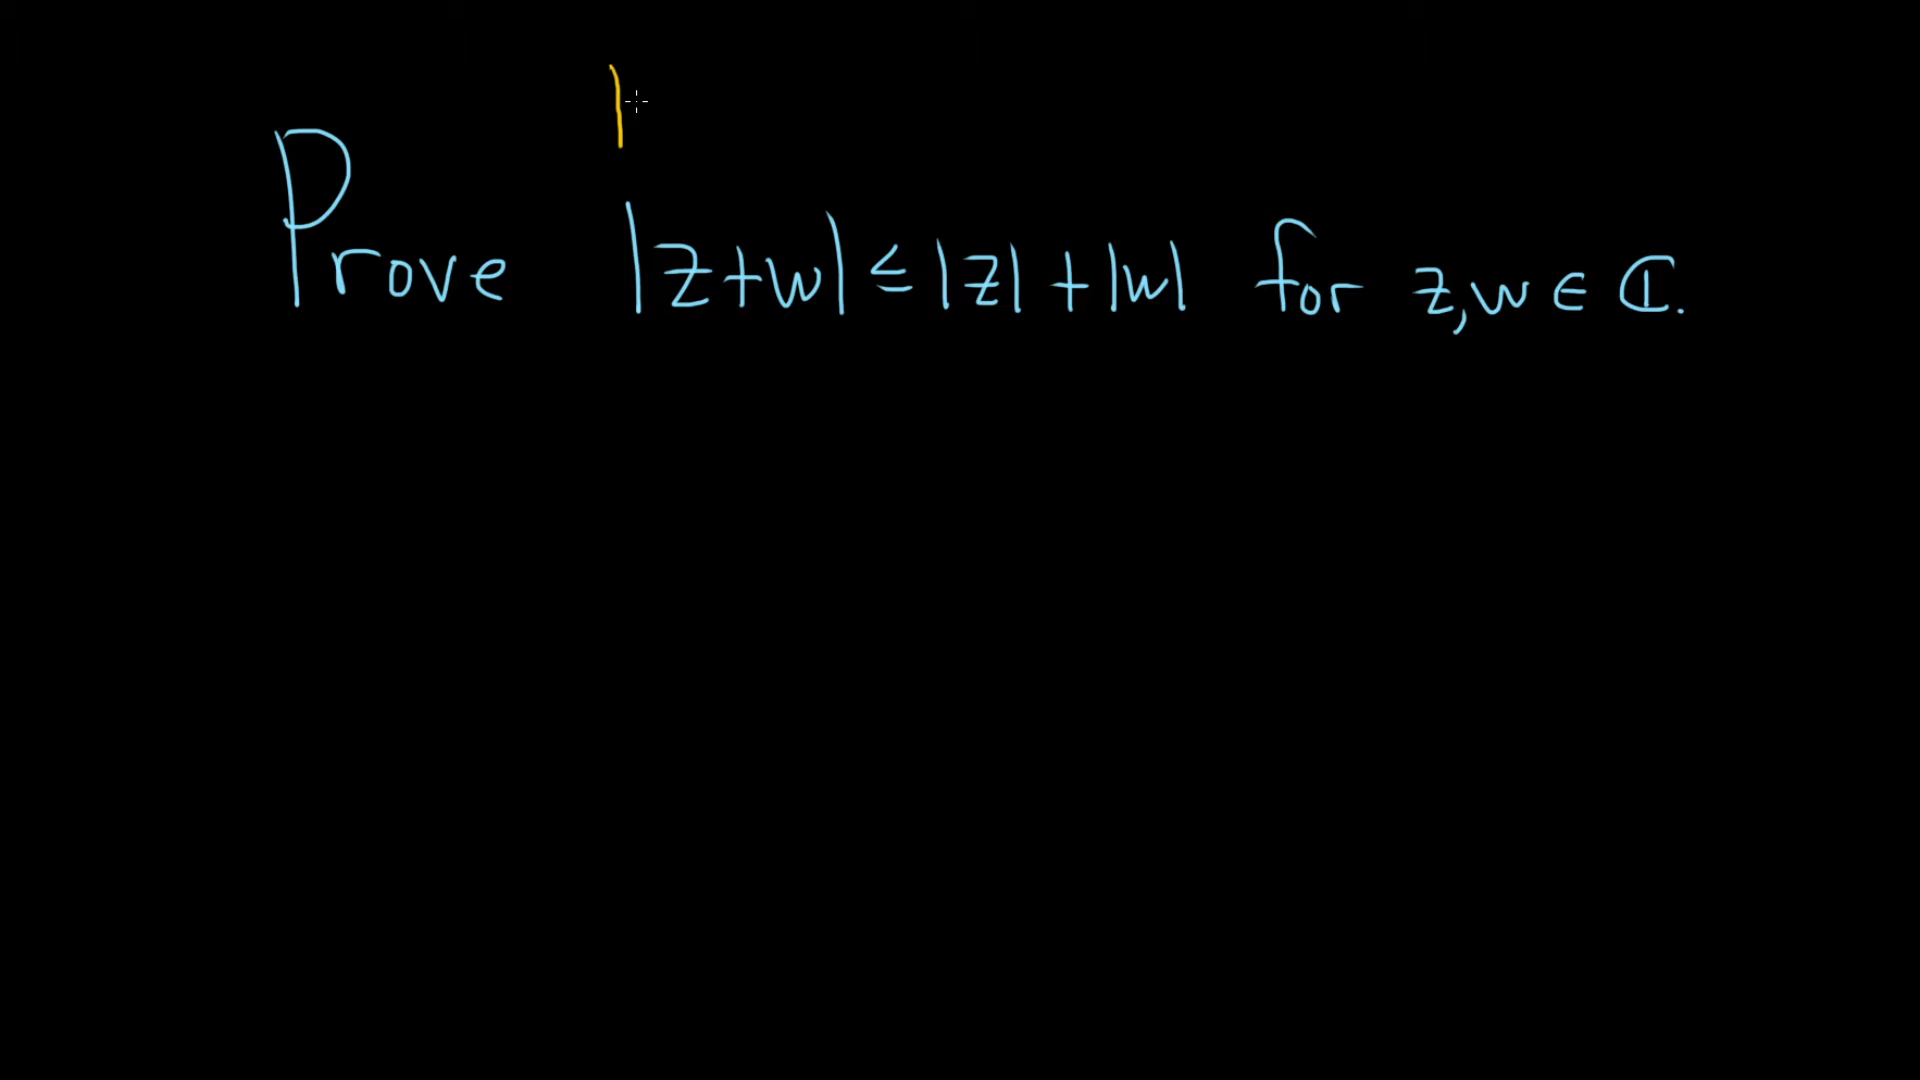 Prove |z+w| ≤ |z| + |w| for z,w ∈ ℂ.